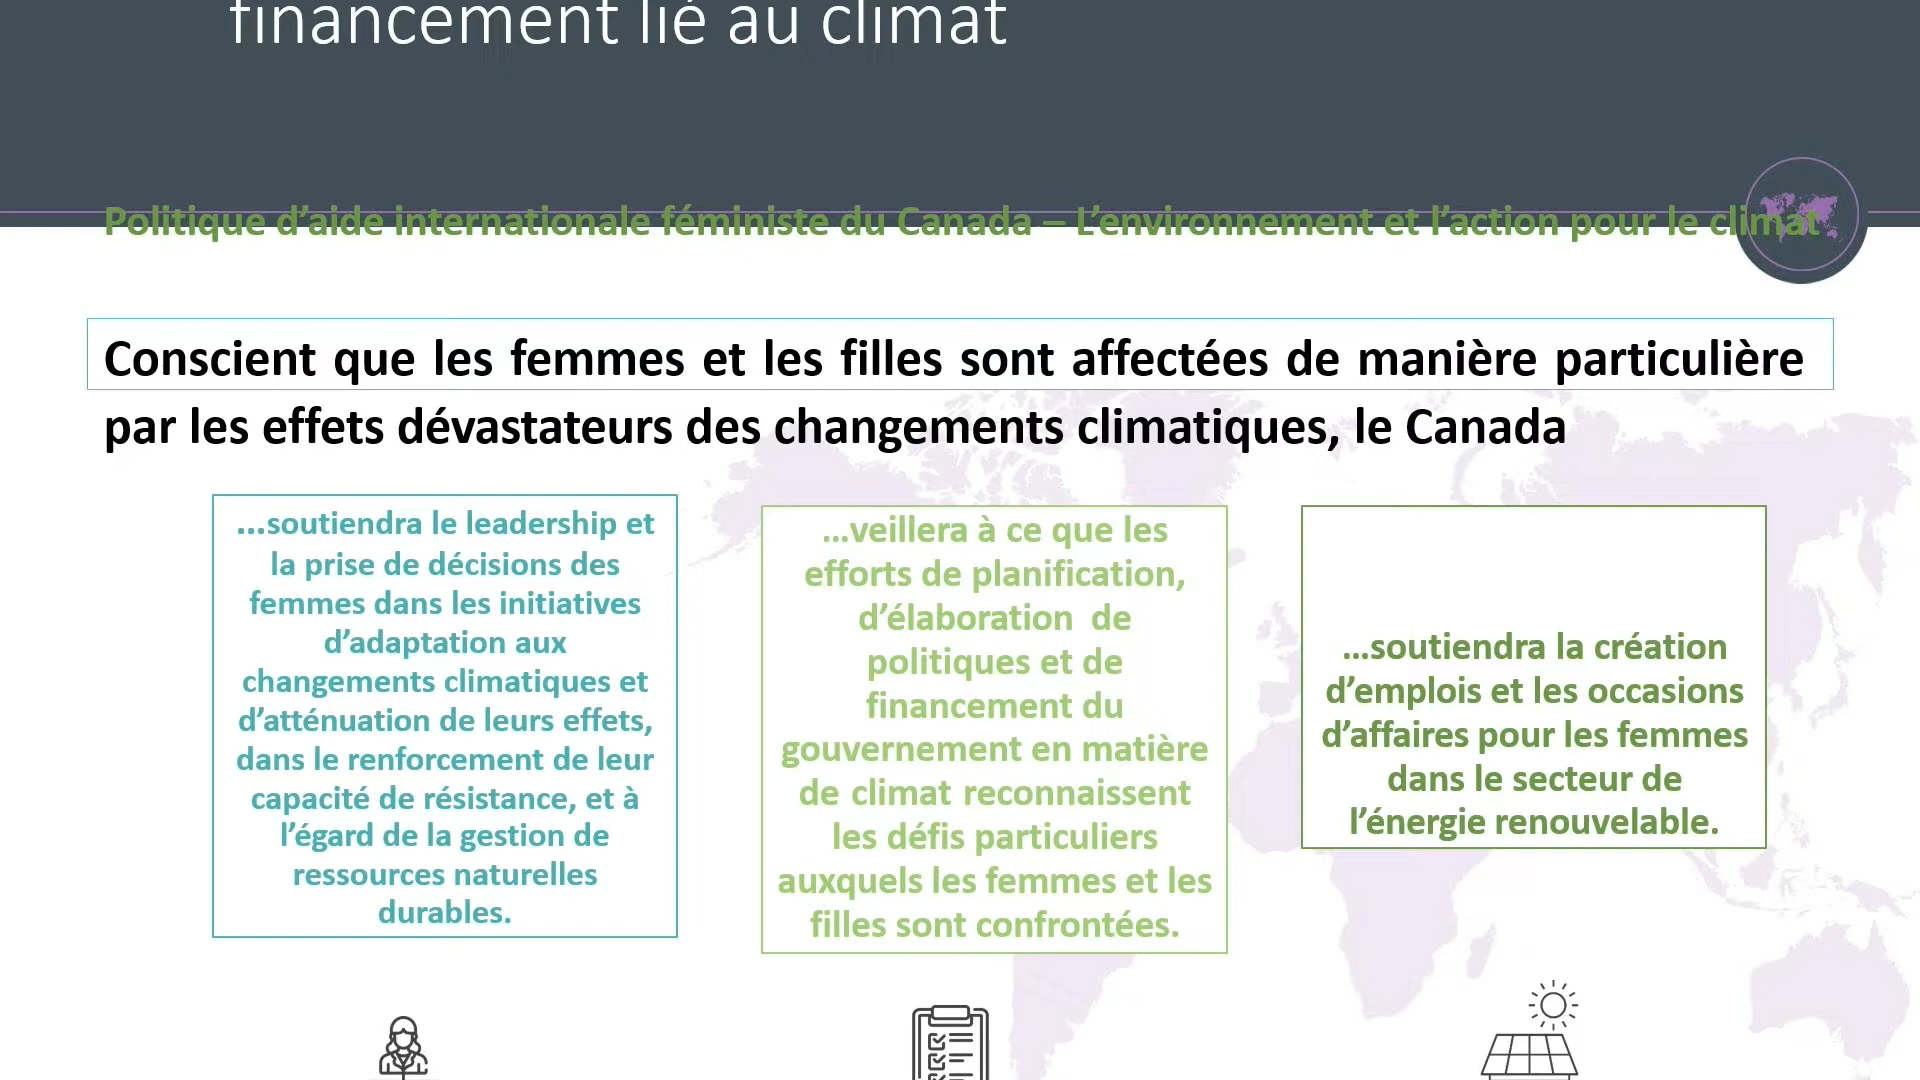 financement lié au climat
Politique d’aide internationale féministe du Canada – L’environnement et l’action pour le climat
Conscient que les femmes et les filles sont affectées de manière particulière
par les effets dévastateurs des changements climatiques, le Canada
...soutiendra le leadership et
la prise de décisions des
femmes dans les initiatives
d’adaptation aux
changements climatiques et
d’atténuation de leurs effets,
dans le renforcement de leur
capacité de résistance, et à
l’égard de la gestion de
ressources naturelles
durables.
...veillera à ce que les
efforts de planification,
d’élaboration de
politiques et de
financement du
gouvernement en matière
de climat reconnaissent
les défis particuliers
auxquels les femmes et les
filles sont confrontées.
...soutiendra la création
d’emplois et les occasions
d’affaires pour les femmes
dans le secteur de
l’énergie renouvelable.